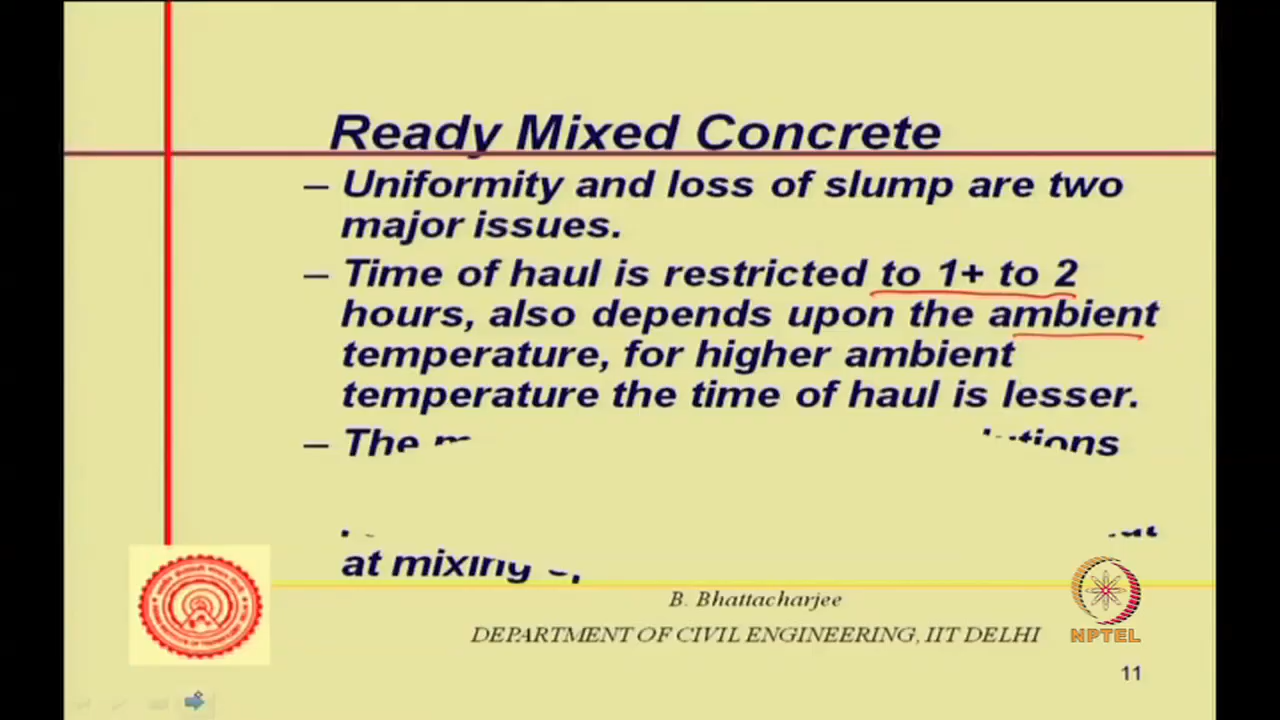 Ready Mixed Concrete
– Uniformity and loss of slump are two
major issues.
– Time of haul is restricted to 1+ to 2
hours, also depends upon the ambient
temperature, for higher ambient
temperature the time of haul is lesser.
– The
at mixing
B. Bhattacharjee
DEPARTMENT OF CIVIL ENGINEERING, IIT DELHI
NPTEL
11